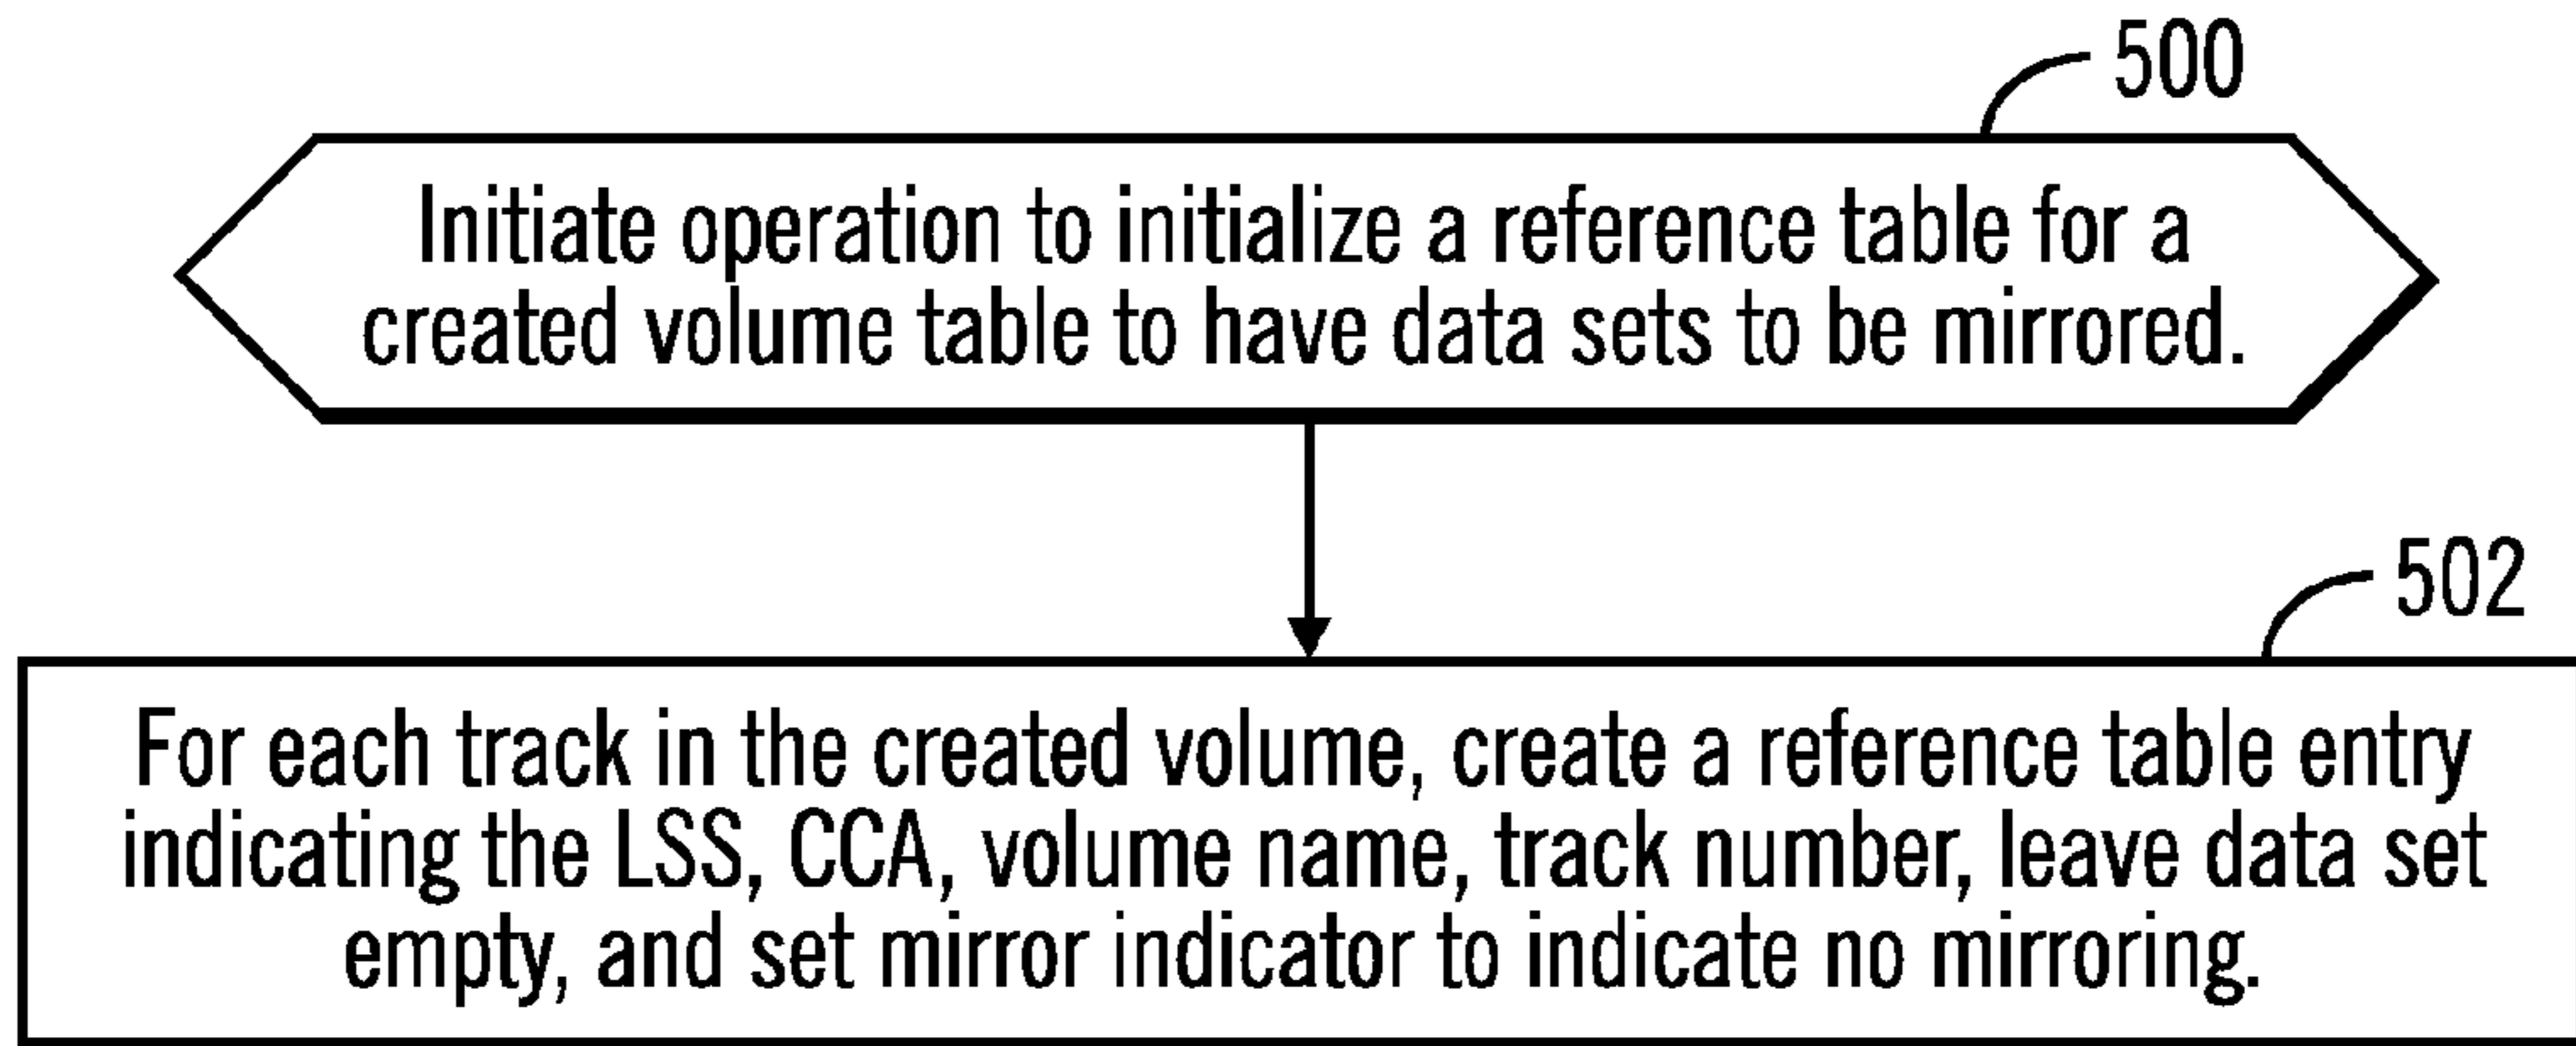 500
Initiate operation to initialize a reference table for a
created volume table to have data sets to be mirrored.
502
For each track in the created volume, create a reference table entry
indicating the LSS, CCA, volume name, track number, leave data set
empty, and set mirror indicator to indicate no mirroring.